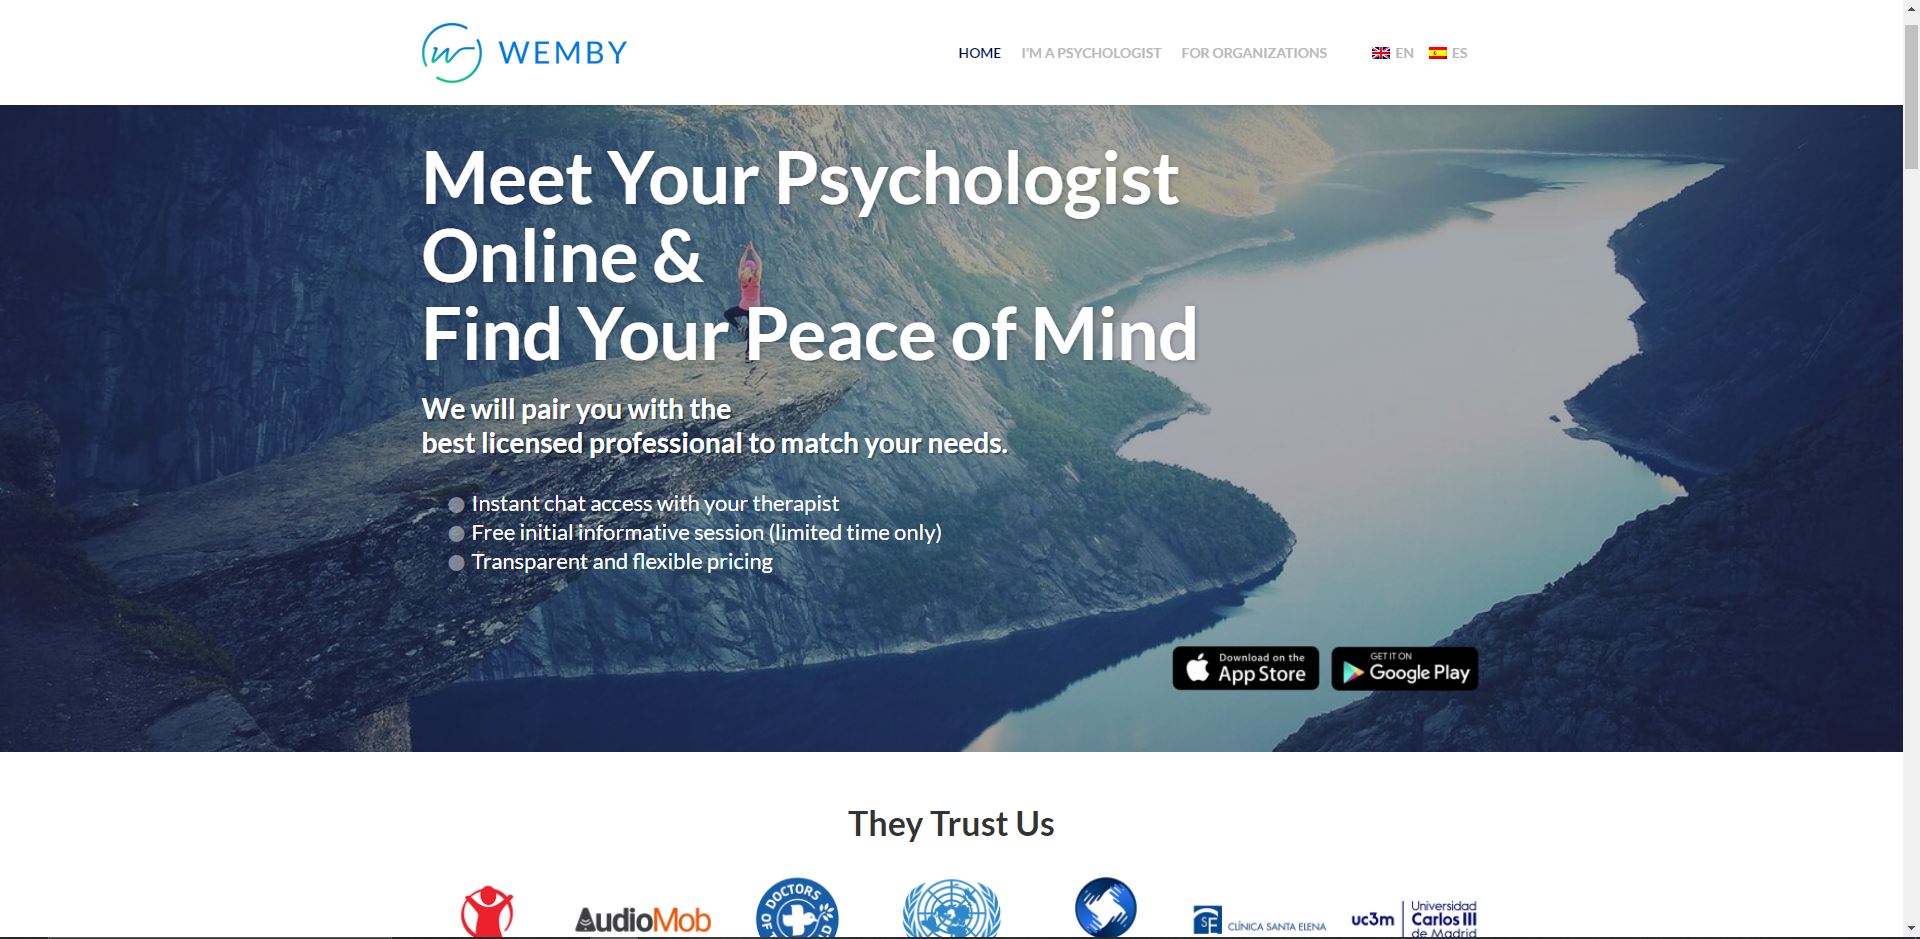 WEMBY
HOME
I'M A PSYCHOLOGIST
FOR ORGANIZATIONS
EN
ES
Meet Your Psychologist
Online &
Find Your Peace of Mind
We will pair you with the
best licensed professional to match your needs.
Instant chat access with your therapist
Free initial informative session (limited time only)
Transparent and flexible pricing
Download on the
App Store
GET IT ON
Google Play
They Trust Us
AudioMob
DOCTORS
OF
SE
CLÍNICA SANTA ELENA
uc3m
Universidad
Carlos III
de Madrid